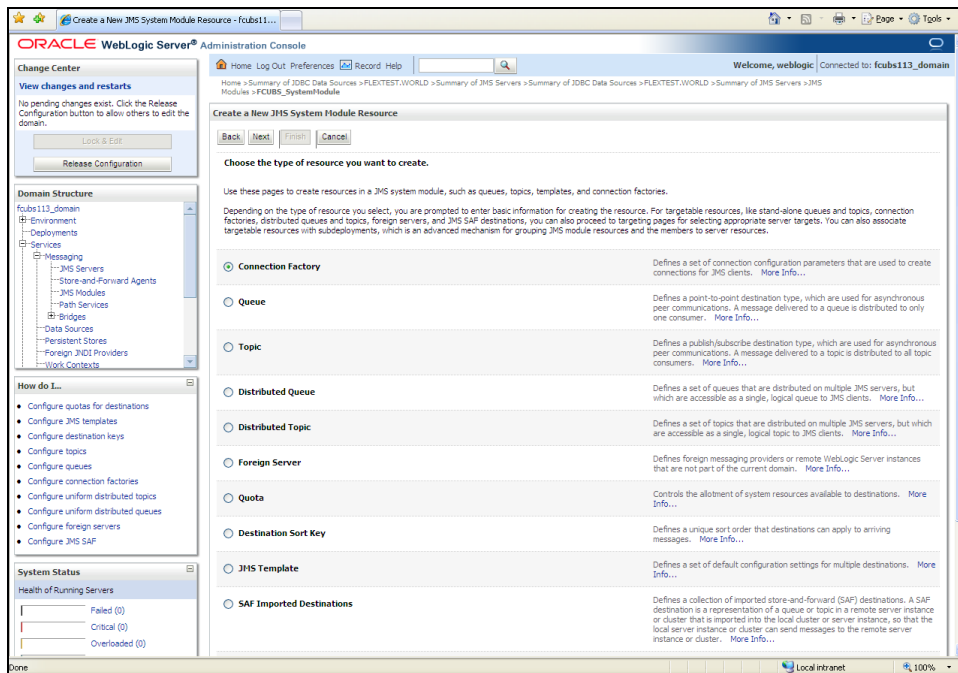 Create a New JMS System Module Resource - fcubs11...
Page
Tools
ORACLE WebLogic Server® Administration Console
Change Center
View changes and restarts
No pending changes exist. Click the Release
Configuration button to allow others to edit the
domain.
Lock & Edit
Release Configuration
Domain Structure
fcubs113_domain
Environment
Deployments
Services
Messaging
JMS Servers
Store-and-Forward Agents
JMS Modules
Path Services
Bridges
Data Sources
Persistent Stores
Foreign JNDI Providers
Work Contexts
How do I...
Configure quotas for destinations
Configure JMS templates
Configure destination keys
Configure topics
Configure queues
Configure connection factories
Configure uniform distributed topics
Configure uniform distributed queues
Configure foreign servers
Configure JMS SAF
System Status
Health of Running Servers
Failed (0)
Critical (0)
Overloaded (0)
Home Log Out Preferences Record Help
Welcome, weblogic Connected to: fcubs113_domain
Home >Summary of JDBC Data Sources >FLEXTEST.WORLD >Summary of JMS Servers >Summary of JDBC Data Sources >FLEXTEST.WORLD >Summary of JMS Servers >JMS
Modules >FCUBS_SystemModule
Create a New JMS System Module Resource
Back Next Finish Cancel
Choose the type of resource you want to create.
Use these pages to create resources in a JMS system module, such as queues, topics, templates, and connection factories.
Depending on the type of resource you select, you are prompted to enter basic information for creating the resource. For targetable resources, like stand-alone queues and topics, connection
factories, distributed queues and topics, foreign servers, and JMS SAF destinations, you can also proceed to targeting pages for selecting appropriate server targets. You can also associate
targetable resources with subdeployments, which is an advanced mechanism for grouping JMS module resources and the members to server resources.
Connection Factory
Defines a set of connection configuration parameters that are used to create
connections for JMS clients. More Info...
Queue
Defines a point-to-point destination type, which are used for asynchronous
peer communications. A message delivered to a queue is distributed to only
one consumer. More Info...
Topic
Defines a publish/subscribe destination type, which are used for asynchronous
peer communications. A message delivered to a topic is distributed to all topic
consumers. More Info...
Distributed Queue
Defines a set of queues that are distributed on multiple JMS servers, but
which are accessible as a single, logical queue to JMS clients. More Info...
Distributed Topic
Defines a set of topics that are distributed on multiple JMS servers, but which
are accessible as a single, logical topic to JMS clients. More Info...
Foreign Server
Defines foreign messaging providers or remote WebLogic Server instances
that are not part of the current domain. More Info...
Quota
Controls the allotment of system resources available to destinations. More
Info...
Destination Sort Key
Defines a unique sort order that destinations can apply to arriving
messages. More Info...
JMS Template
Defines a set of default configuration settings for multiple destinations. More
Info...
SAF Imported Destinations
Defines a collection of imported store-and-forward (SAF) destinations. A SAF
destination is a representation of a queue or topic in a remote server instance
or cluster that is imported into the local cluster or server instance, so that the
local server instance or cluster can send messages to the remote server
instance or cluster. More Info...
Done
Local intranet
100%